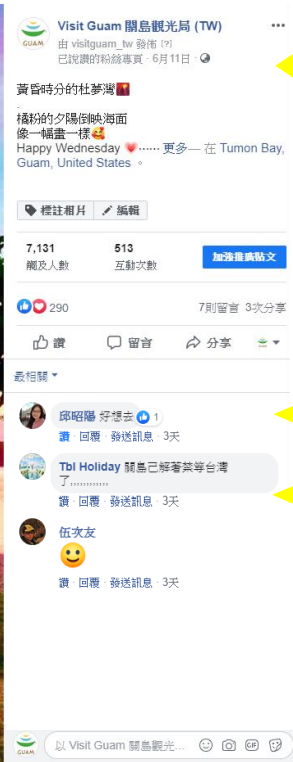 Visit Guam 關島觀光局 (TW)
由 visitguam_tw 發佈 [?]
已說讚的粉絲專頁 · 6月11日 ·
GUAM
黃昏時分的杜夢灣🌇
.
橘粉的夕陽倒映海面
像一幅畫一樣🥰
Happy Wednesday 💗...... 更多— 在 Tumon Bay,
Guam, United States 。
標註相片 編輯
7,131 513
觸及人數 互動次數
加強推廣貼文
290 7則留言 3次分享
讚 留言 分享
最相關
邱昭陽 好想去 1
讚 · 回覆 · 發送訊息 · 3天
Tbl Holiday 關島己解著菜等台灣
了,,,,,,,,,,,,
讚 · 回覆 · 發送訊息 · 3天
伍次友
🙂
讚 · 回覆 · 發送訊息 · 3天
GUAM
以 Visit Guam 關島觀光... GIF